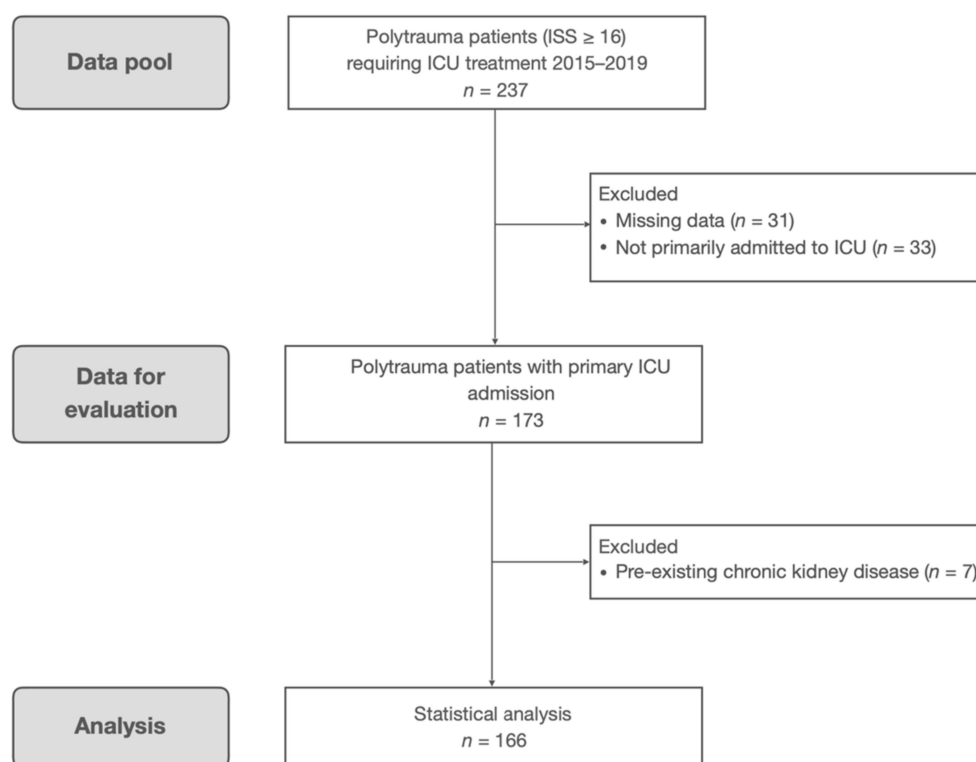 Data pool
Polytrauma patients (ISS ≥ 16)
requiring ICU treatment 2015–2019
n = 237
Excluded
• Missing data (n = 31)
• Not primarily admitted to ICU (n = 33)
Data for
evaluation
Polytrauma patients with primary ICU
admission
n = 173
Excluded
• Pre-existing chronic kidney disease (n = 7)
Analysis
Statistical analysis
n = 166